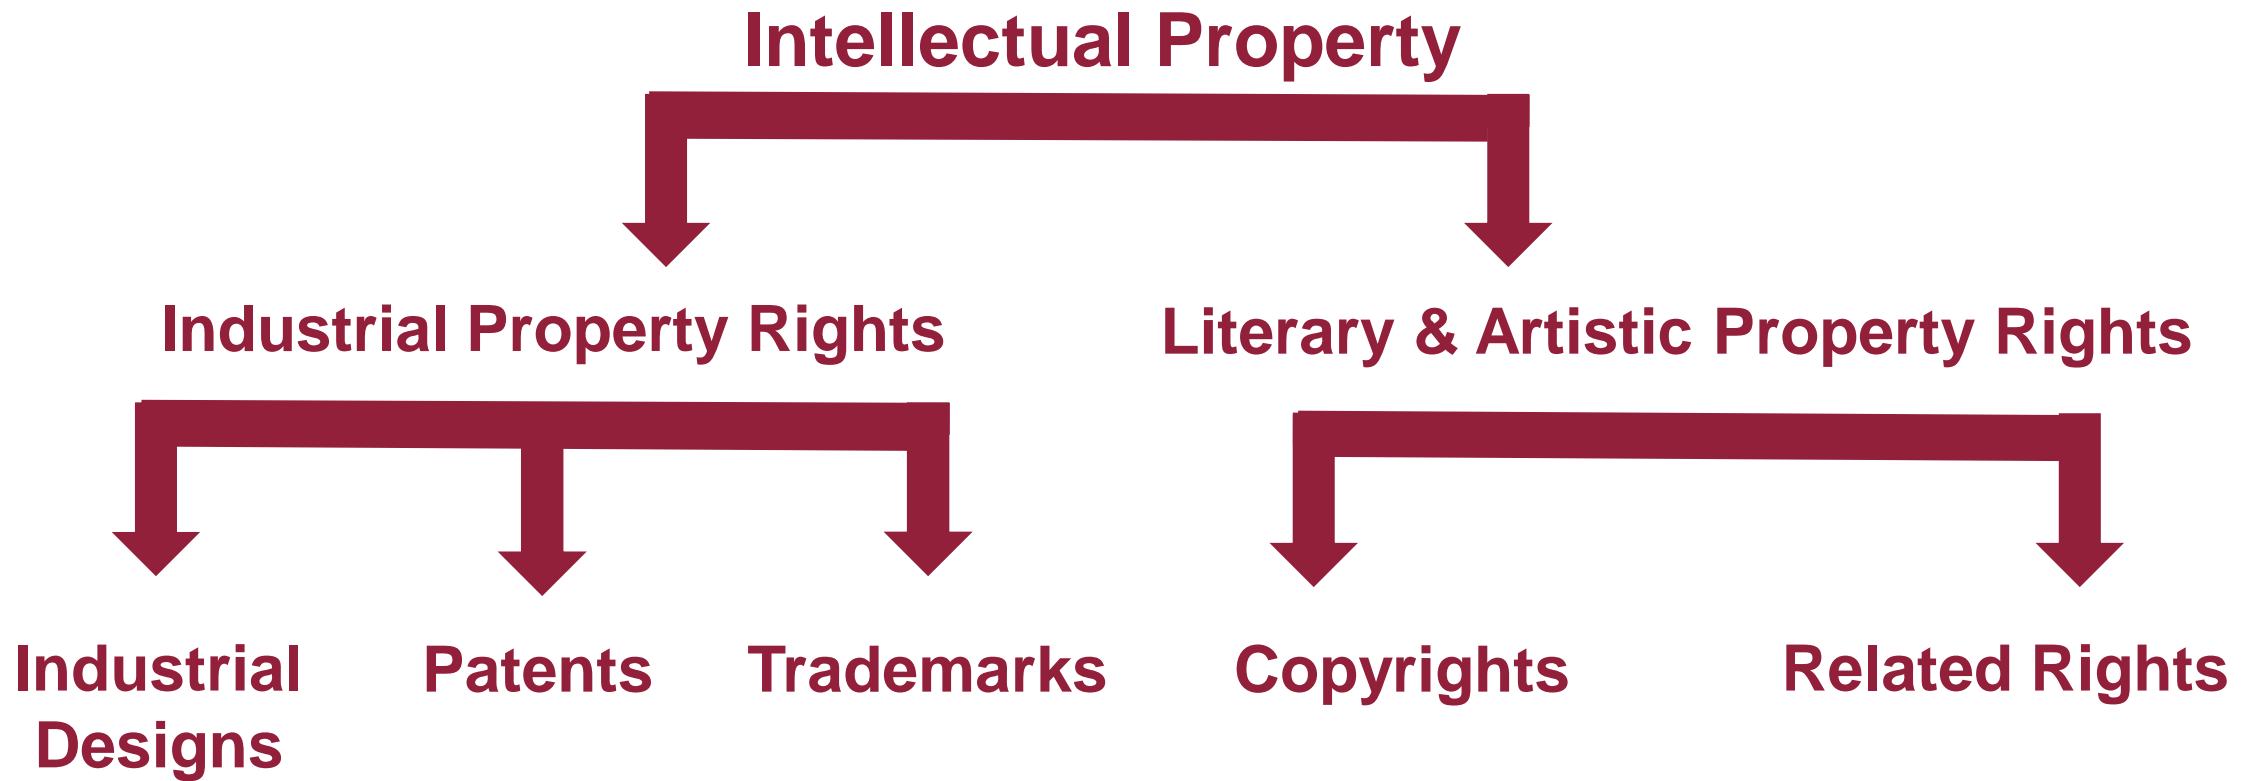 Intellectual Property
Industrial Property Rights
Literary & Artistic Property Rights
Industrial
Designs
Patents
Trademarks
Copyrights
Related Rights